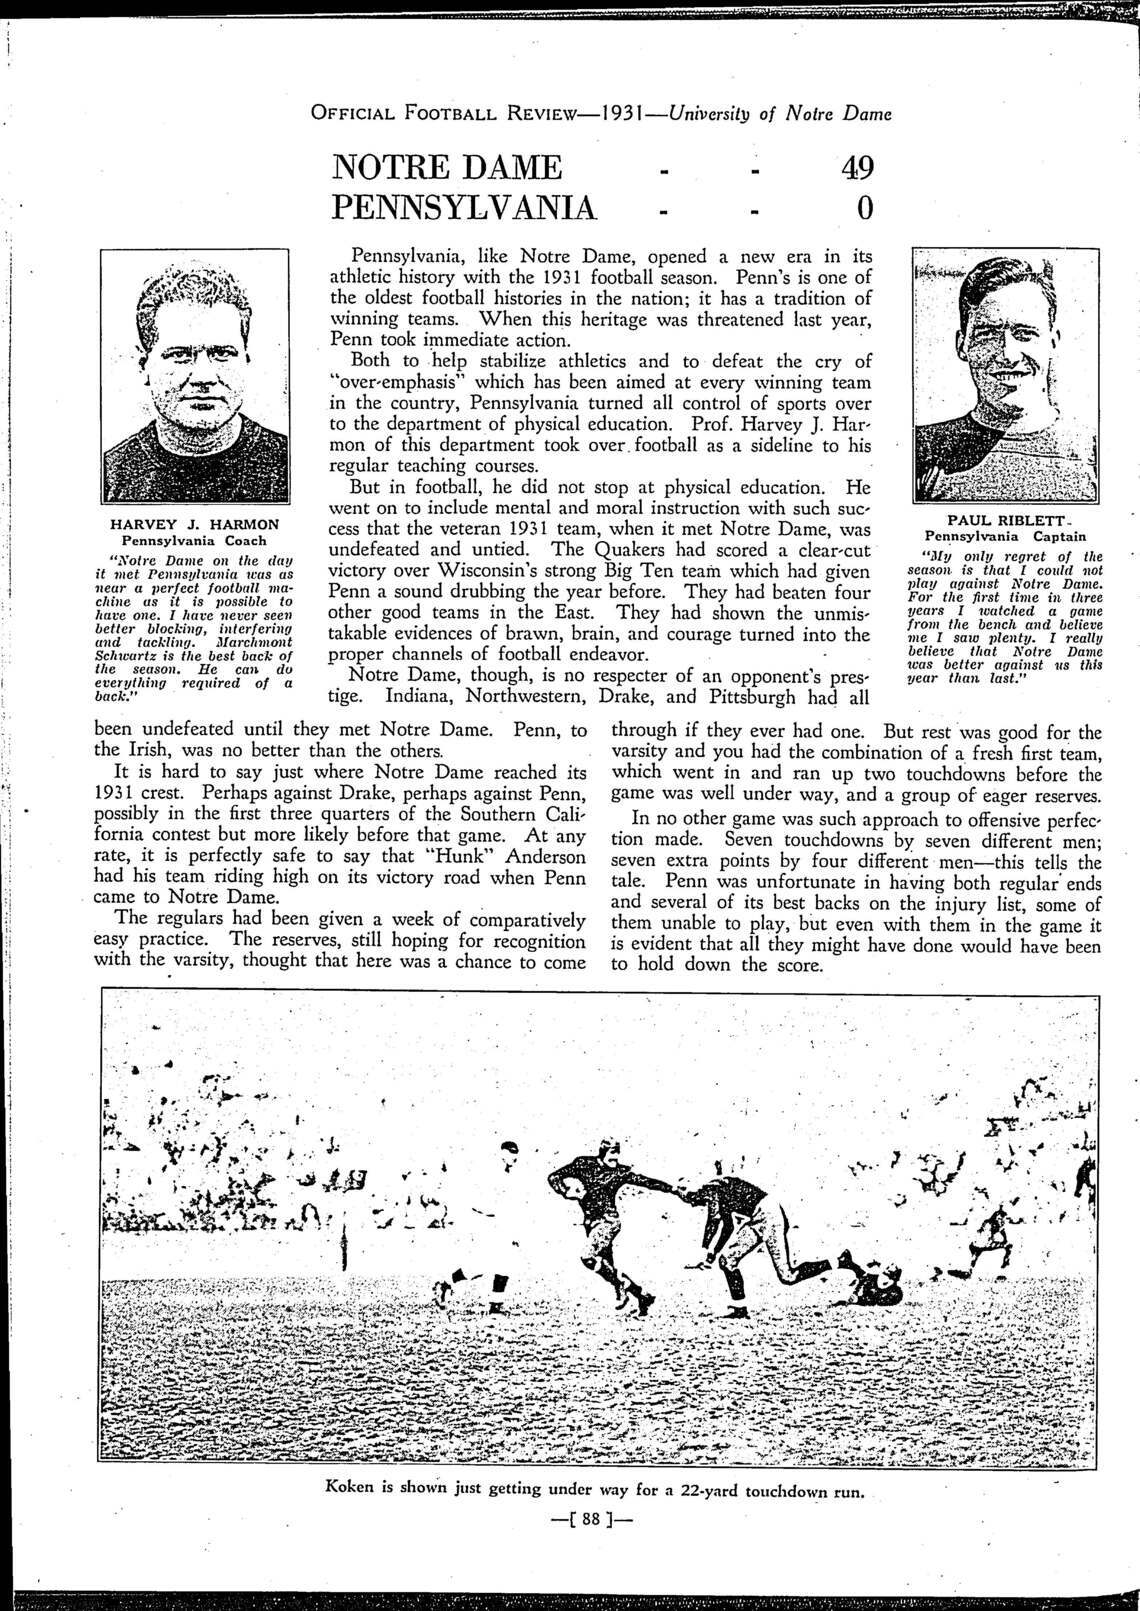 OFFICIAL FOOTBALL REVIEW—1931—University of Notre Dame
NOTRE DAME - - 49
PENNSYLVANIA - - 0
HARVEY J. HARMON
Pennsylvania Coach
"Notre Dame on the day
it met Pennsylvania was as
near a perfect football ma-
chine as it is possible to
have one. I have never seen
better blocking, interfering
and tackling. Marchmont
Schwartz is the best back of
the season. He can do
everything required of a
back."
Pennsylvania, like Notre Dame, opened a new era in its
athletic history with the 1931 football season. Penn's is one of
the oldest football histories in the nation; it has a tradition of
winning teams. When this heritage was threatened last year,
Penn took immediate action.
Both to help stabilize athletics and to defeat the cry of
"over-emphasis" which has been aimed at every winning team
in the country, Pennsylvania turned all control of sports over
to the department of physical education. Prof. Harvey J. Har-
mon of this department took over football as a sideline to his
regular teaching courses.
But in football, he did not stop at physical education. He
went on to include mental and moral instruction with such suc-
cess that the veteran 1931 team, when it met Notre Dame, was
undefeated and untied. The Quakers had scored a clear-cut
victory over Wisconsin's strong Big Ten team which had given
Penn a sound drubbing the year before. They had beaten four
other good teams in the East. They had shown the unmis-
takable evidences of brawn, brain, and courage turned into the
proper channels of football endeavor.
Notre Dame, though, is no respecter of an opponent's pres-
tige. Indiana, Northwestern, Drake, and Pittsburgh had all
PAUL RIBLETT
Pennsylvania Captain
"My only regret of the
season is that I could not
play against Notre Dame.
For the first time in three
years I watched a game
from the bench and believe
me I saw plenty. I really
believe that Notre Dame
was better against us this
year than last."
been undefeated until they met Notre Dame. Penn, to
the Irish, was no better than the others.
It is hard to say just where Notre Dame reached its
1931 crest. Perhaps against Drake, perhaps against Penn,
possibly in the first three quarters of the Southern Cali-
fornia contest but more likely before that game. At any
rate, it is perfectly safe to say that "Hunk" Anderson
had his team riding high on its victory road when Penn
came to Notre Dame.
The regulars had been given a week of comparatively
easy practice. The reserves, still hoping for recognition
with the varsity, thought that here was a chance to come
through if they ever had one. But rest was good for the
varsity and you had the combination of a fresh first team,
which went in and ran up two touchdowns before the
game was well under way, and a group of eager reserves.
In no other game was such approach to offensive perfec-
tion made. Seven touchdowns by seven different men;
seven extra points by four different men—this tells the
tale. Penn was unfortunate in having both regular ends
and several of its best backs on the injury list, some of
them unable to play, but even with them in the game it
is evident that all they might have done would have been
to hold down the score.
Koken is shown just getting under way for a 22-yard touchdown run.
—[ 88 ]—